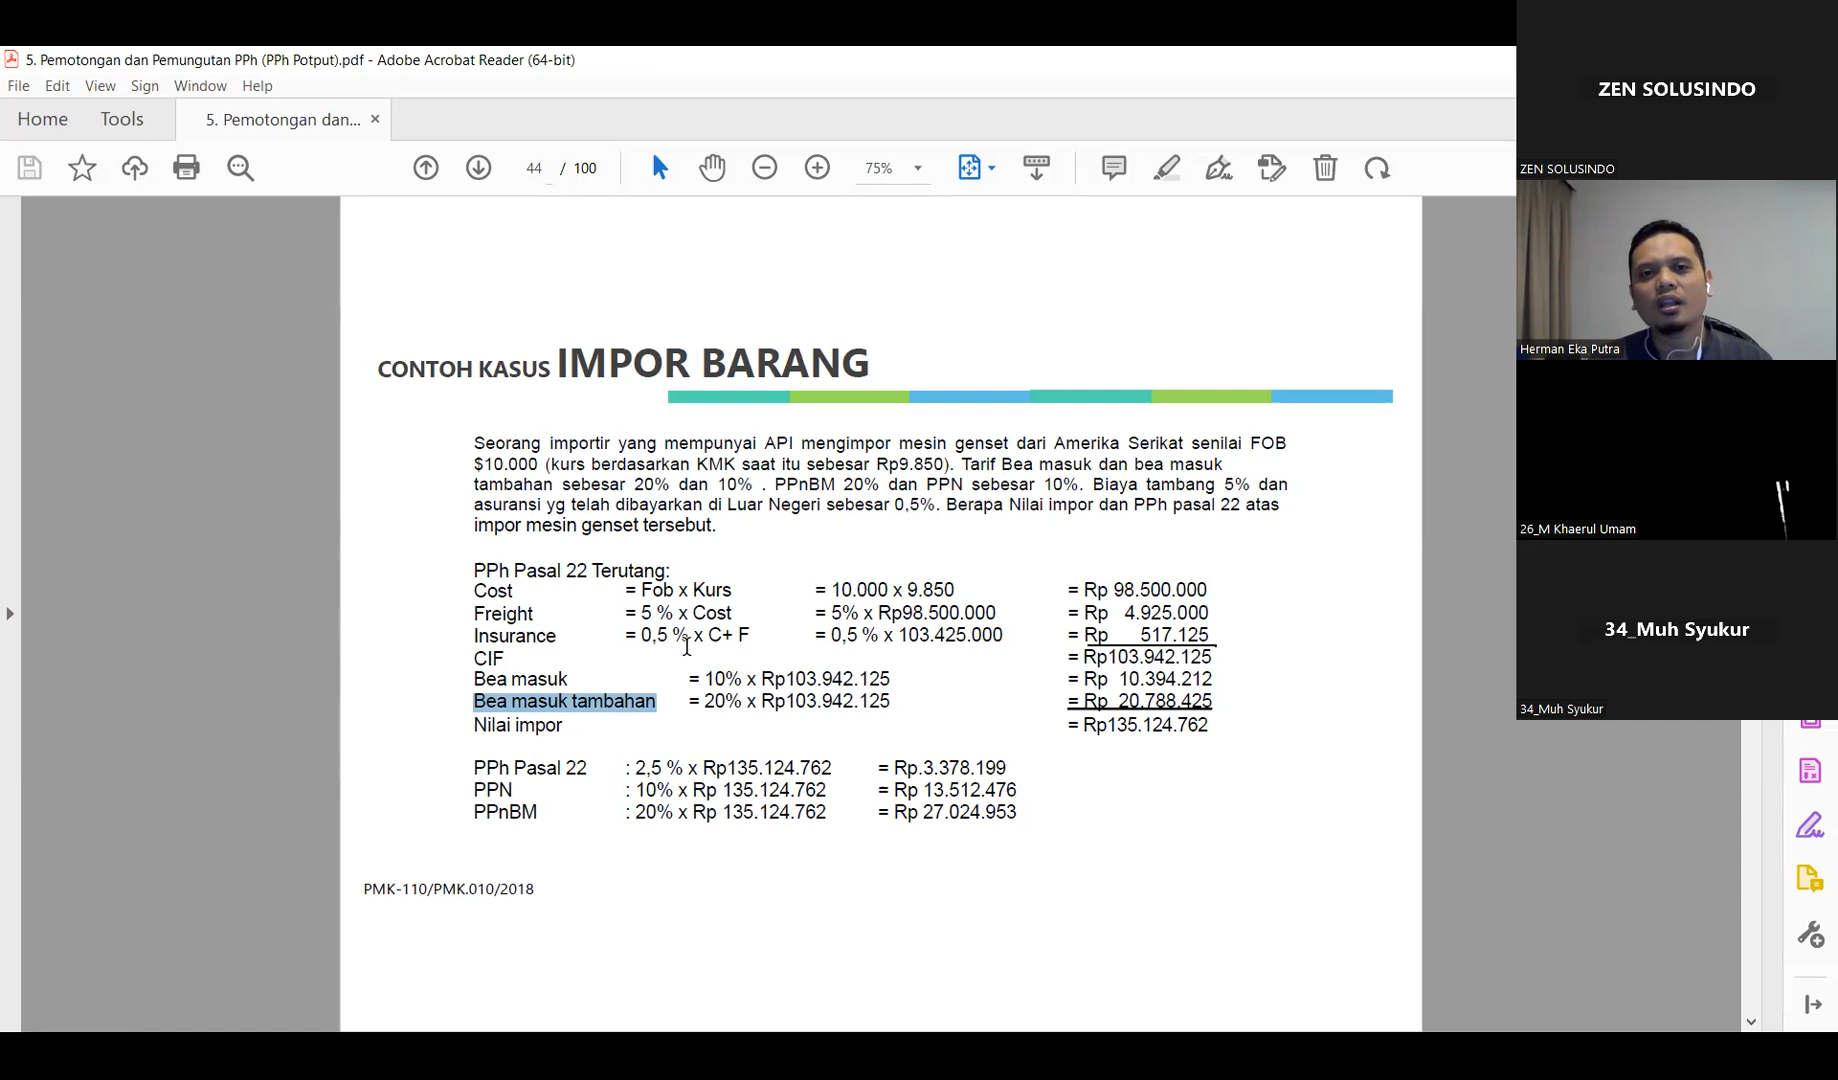 5. Pemotongan dan Pemungutan PPh (PPh Potput).pdf - Adobe Acrobat Reader (64-bit)
File Edit View Sign Window Help
Home Tools 5. Pemotongan dan... ×
44 / 100 75%
CONTOH KASUS IMPOR BARANG
Seorang importir yang mempunyai API mengimpor mesin genset dari Amerika Serikat senilai FOB
$10.000 (kurs berdasarkan KMK saat itu sebesar Rp9.850). Tarif Bea masuk dan bea masuk
tambahan sebesar 20% dan 10% . PPnBM 20% dan PPN sebesar 10%. Biaya tambang 5% dan
asuransi yg telah dibayarkan di Luar Negeri sebesar 0,5%. Berapa Nilai impor dan PPh pasal 22 atas
impor mesin genset tersebut.
PPh Pasal 22 Terutang:
Cost = Fob x Kurs = 10.000 x 9.850 = Rp 98.500.000
Freight = 5 % x Cost = 5% x Rp98.500.000 = Rp 4.925.000
Insurance = 0,5 % x C+ F = 0,5 % x 103.425.000 = Rp 517.125
CIF = Rp103.942.125
Bea masuk = 10% x Rp103.942.125 = Rp 10.394.212
Bea masuk tambahan = 20% x Rp103.942.125 = Rp 20.788.425
Nilai impor = Rp135.124.762
PPh Pasal 22 : 2,5 % x Rp135.124.762 = Rp.3.378.199
PPN : 10% x Rp 135.124.762 = Rp 13.512.476
PPnBM : 20% x Rp 135.124.762 = Rp 27.024.953
PMK-110/PMK.010/2018
ZEN SOLUSINDO
ZEN SOLUSINDO
Herman Eka Putra
26_M Khaerul Umam
34_Muh Syukur
34_Muh Syukur